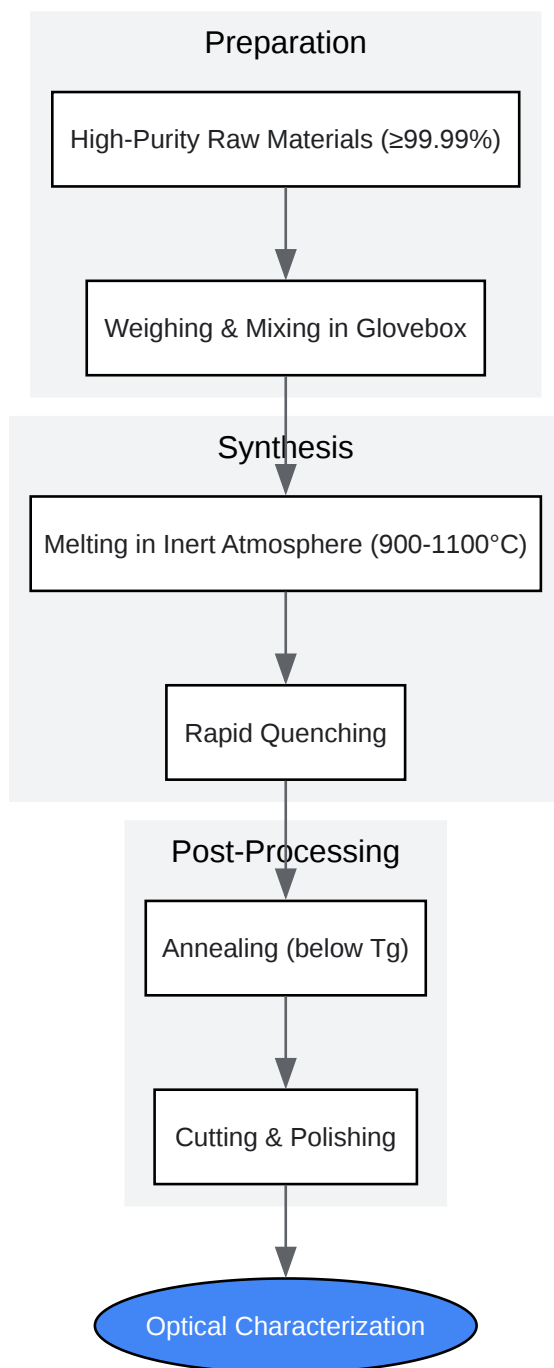 Preparation
High-Purity Raw Materials (≥99.99%)
Weighing & Mixing in Glovebox
Synthesis
Melting in Inert Atmosphere (900-1100°C)
Rapid Quenching
Post-Processing
Annealing (below Tg)
Cutting & Polishing
Optical Characterization